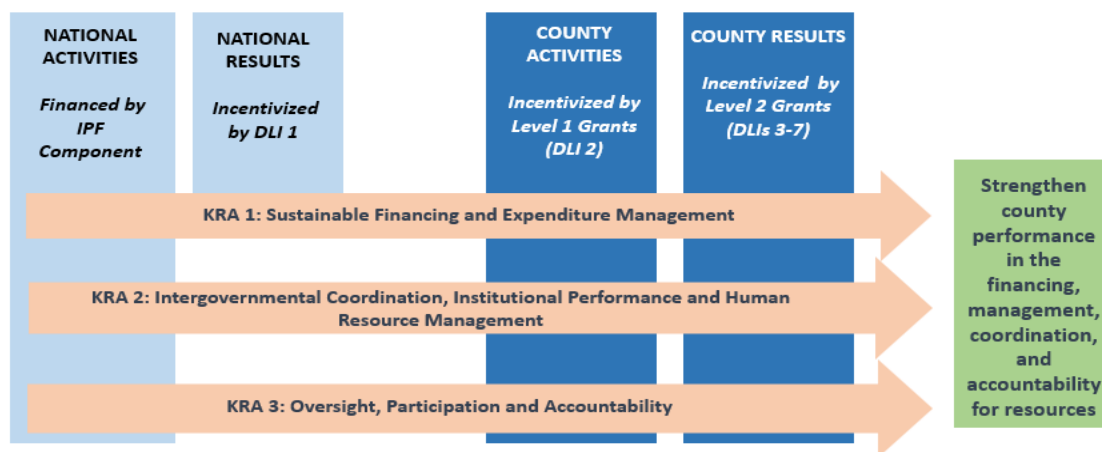 NATIONAL
ACTIVITIES
Financed by
IPF
Component
NATIONAL
RESULTS
Incentivized
by DLI 1
COUNTY
ACTIVITIES
Incentivized by
Level 1 Grants
(DLI 2)
COUNTY RESULTS
Incentivized by
Level 2 Grants
(DLIs 3-7)
KRA 1: Sustainable Financing and Expenditure Management
KRA 2: Intergovernmental Coordination, Institutional Performance and Human
Resource Management
KRA 3: Oversight, Participation and Accountability
Strengthen
county
performance
in the
financing,
management,
coordination,
and
accountability
for resources